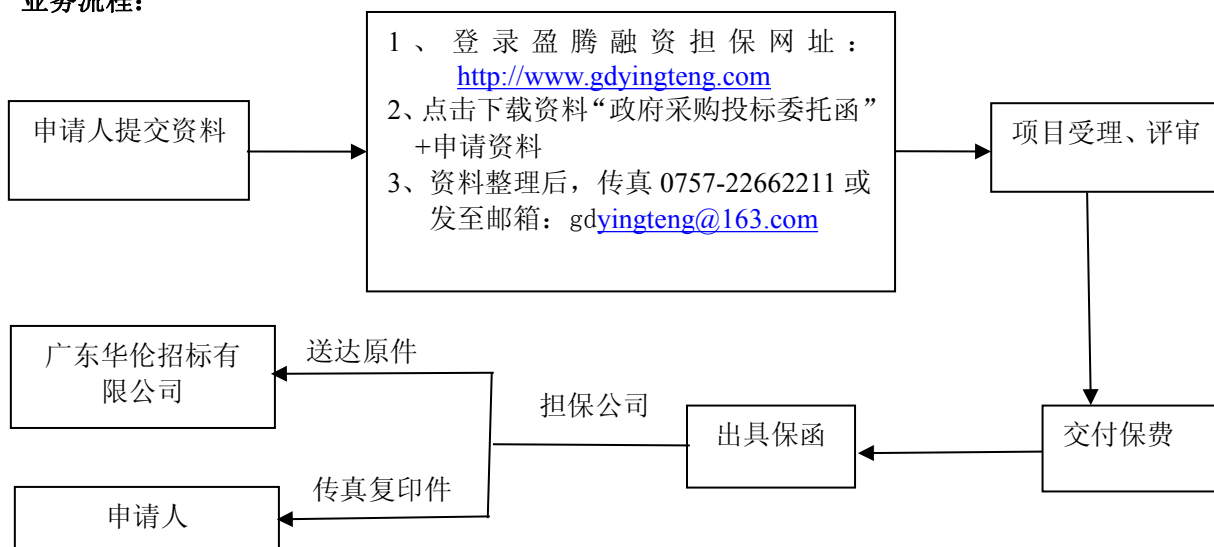 业务流程：
1、登录盈腾融资担保网址：
http://www.gdyingteng.com
2、点击下载资料“政府采购投标委托函”
+申请资料
3、资料整理后，传真 0757-22662211 或
发至邮箱：gdyingteng@163.com
申请人提交资料
项目受理、评审
广东华伦招标有
限公司
送达原件
担保公司
出具保函
交付保费
传真复印件
申请人